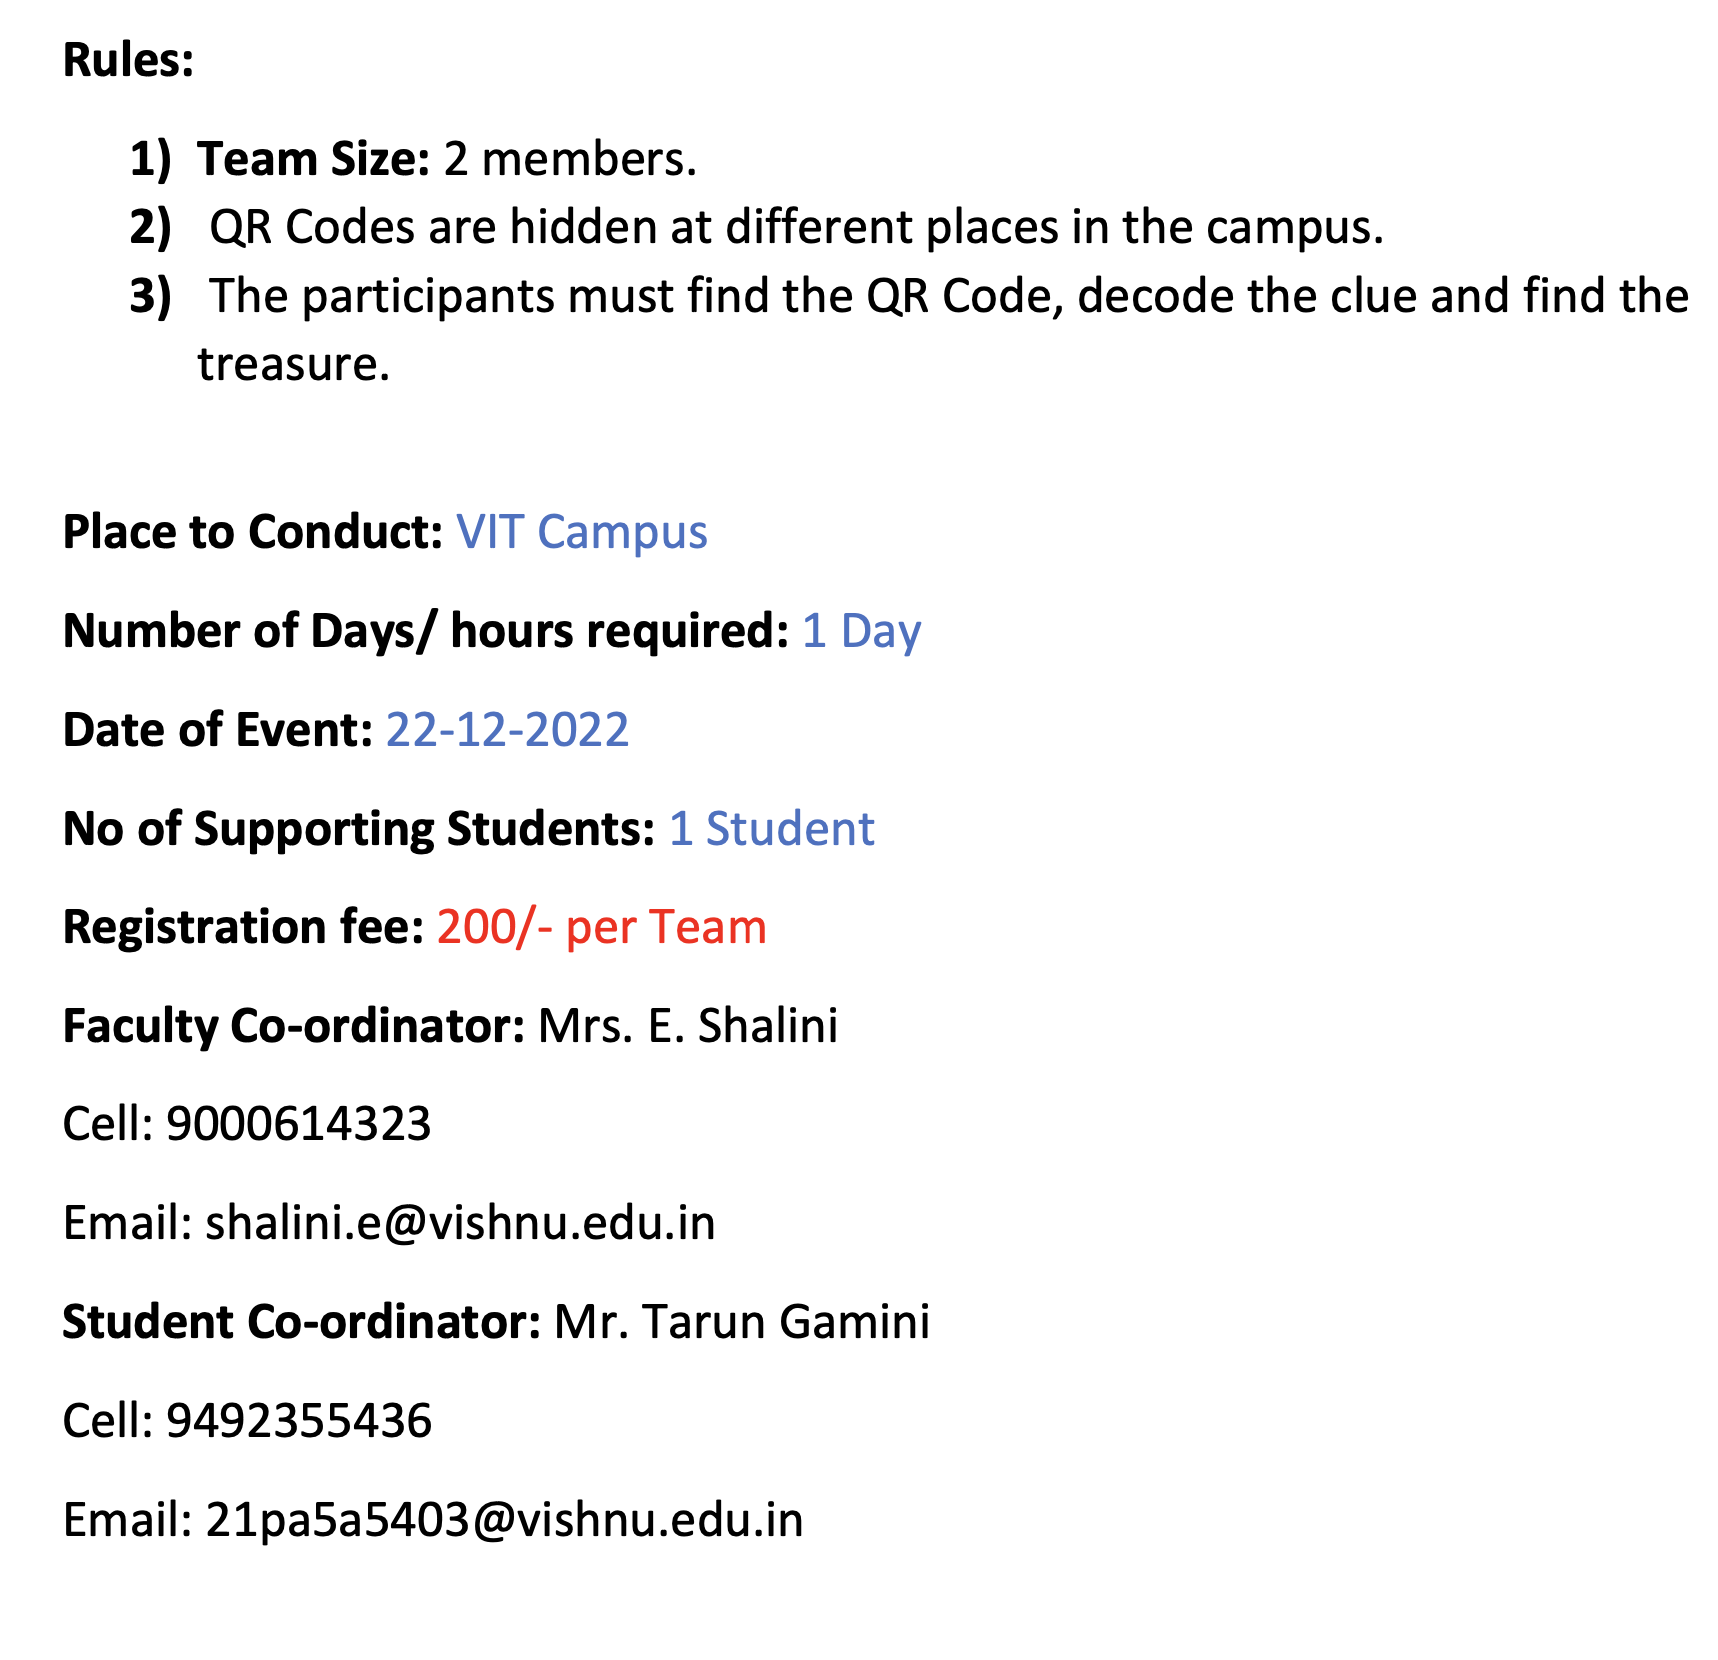 Rules:
1) Team Size: 2 members.
2) QR Codes are hidden at different places in the campus.
3) The participants must find the QR Code, decode the clue and find the
treasure.
Place to Conduct: VIT Campus
Number of Days/ hours required: 1 Day
Date of Event: 22-12-2022
No of Supporting Students: 1 Student
Registration fee: 200/- per Team
Faculty Co-ordinator: Mrs. E. Shalini
Cell: 9000614323
Email: shalini.e@vishnu.edu.in
Student Co-ordinator: Mr. Tarun Gamini
Cell: 9492355436
Email: 21pa5a5403@vishnu.edu.in